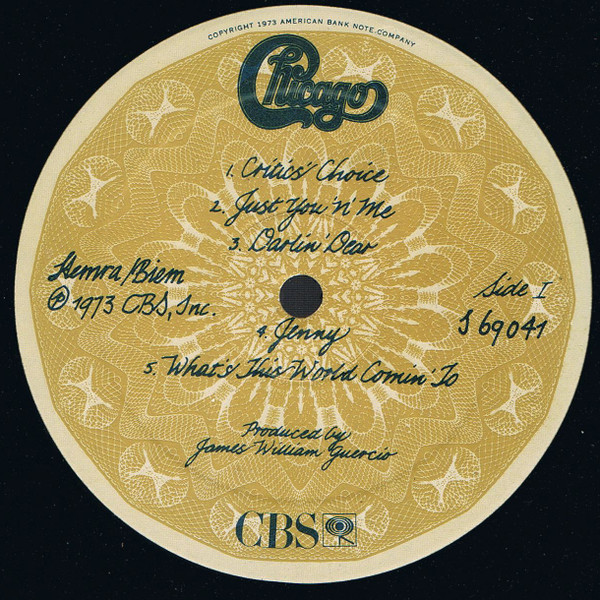 COPYRIGHT 1973 AMERICAN BANK NOTE COMPANY
Chicago
1. Critics' Choice
2. Just You 'n' Me
3. Darlin' Dear
Stemra/Biem
℗ 1973 CBS, Inc.
Side I
S 69041
4. Jenny
5. What's This World Comin' To
Produced by
James William Guercio
CBS